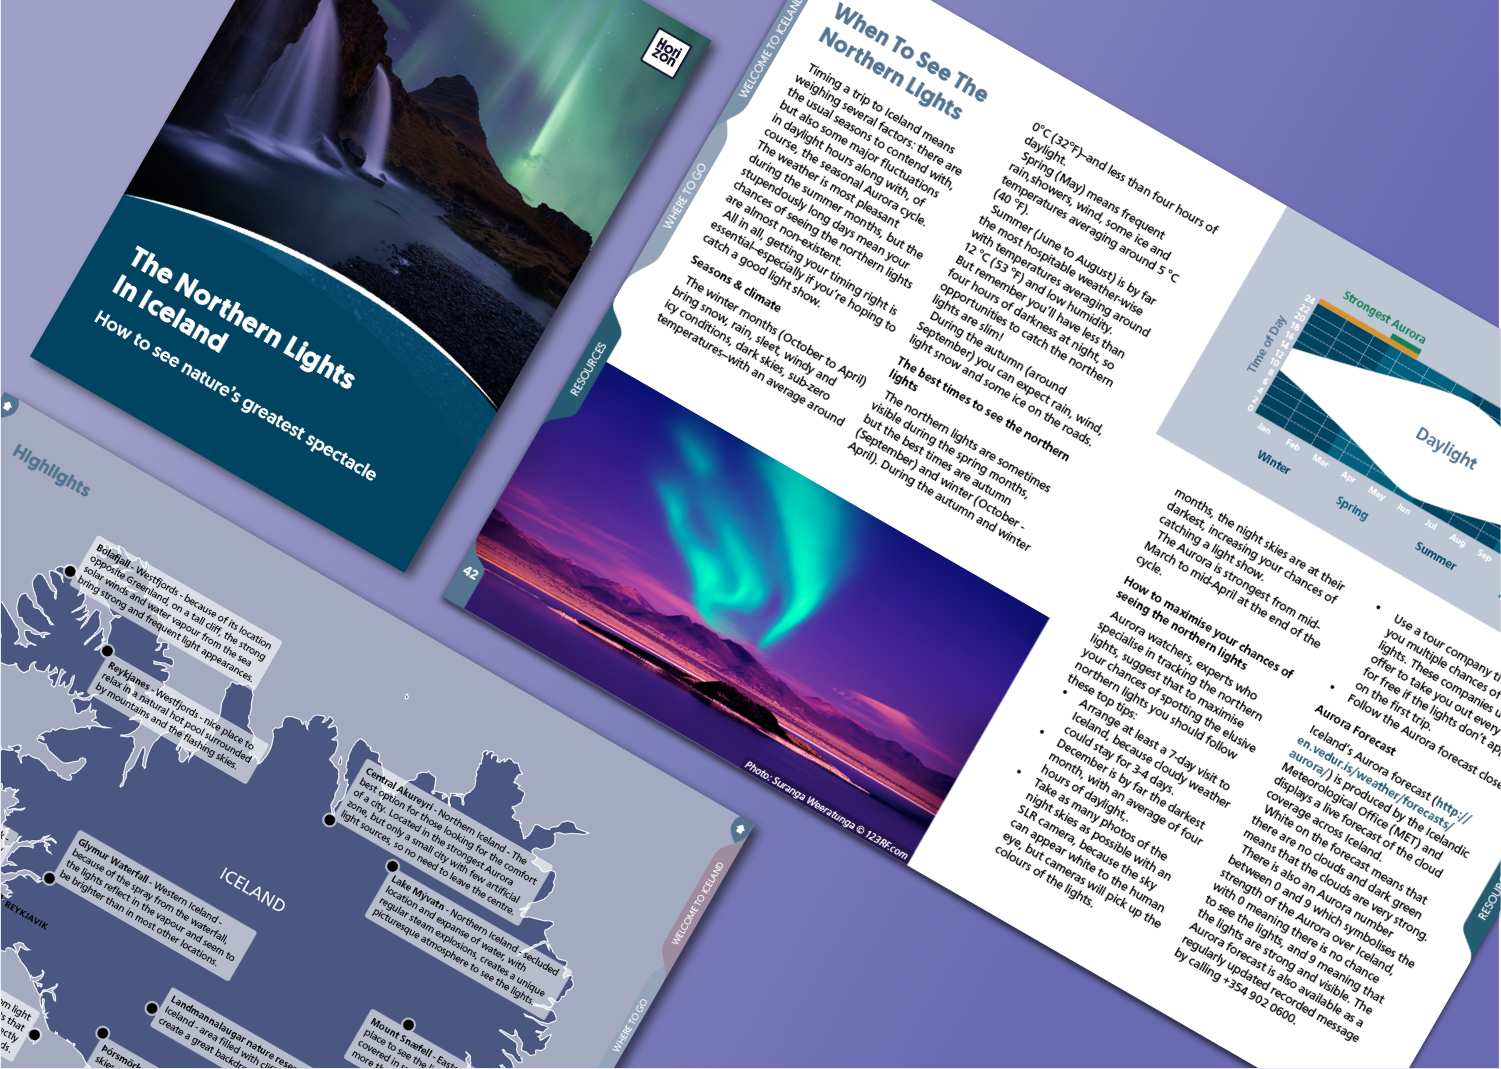 Hori
zon
The Northern Lights
In Iceland
How to see nature's greatest spectacle
WELCOME TO ICELAND
WHERE TO GO
RESOURCES
42
When To See The
Northern Lights
Timing a trip to Iceland means
weighing several factors: there are
the usual seasons to contend with,
but also some major fluctuations
in daylight hours along with, of
course, the seasonal Aurora cycle.
The weather is most pleasant
during the summer months, but the
stupendously long days mean your
chances of seeing the northern lights
are almost non-existent.
All in all, getting your timing right is
essential–especially if you're hoping to
catch a good light show.
Seasons & climate
The winter months (October to April)
bring snow, rain, sleet, windy and
icy conditions, dark skies, sub-zero
temperatures–with an average around
0°C (32°F)–and less than four hours of
daylight.
Spring (May) means frequent
rain,showers, wind, some ice and
temperatures averaging around 5 °C
(40 °F).
Summer (June to August) is by far
the most hospitable weather-wise
with temperatures averaging around
12 °C (53 °F) and low humidity.
But remember you'll have less than
four hours of darkness at night, so
opportunities to catch the northern
lights are slim!
During the autumn (around
September) you can expect rain, wind,
light snow and some ice on the roads.
The best times to see the northern
lights
The northern lights are sometimes
visible during the spring months,
but the best times are autumn
(September) and winter (October -
April). During the autumn and winter
Photo: Suranga Weeratunga © 123RF.com
Strongest Aurora
Time of Day
24
22
20
18
16
14
12
10
8
6
4
2
0
Daylight
Jan
Feb
Mar
Apr
May
Jun
Jul
Aug
Sep
Winter
Spring
Summer
months, the night skies are at their
darkest, increasing your chances of
catching a light show.
The Aurora is strongest from mid-
March to mid-April at the end of the
cycle.
How to maximise your chances of
seeing the northern lights
Aurora watchers, experts who
specialise in tracking the northern
lights, suggest that to maximise
your chances of spotting the elusive
northern lights you should follow
these top tips:
• Arrange at least a 7-day visit to
Iceland, because cloudy weather
could stay for 3-4 days.
• December is by far the darkest
month, with an average of four
hours of daylight.
• Take as many photos of the
night skies as possible with an
SLR camera, because the sky
can appear white to the human
eye, but cameras will pick up the
colours of the lights.
• Use a tour company
you multiple chances of
lights. These companies
offer to take you out every
for free if the lights don't
on the first trip.
• Follow the Aurora forecast
Aurora Forecast
Iceland's Aurora forecast (http://
en.vedur.is/weather/forecasts/
aurora/) is produced by the Icelandic
Meteorological Office (MET) and
displays a live forecast of the cloud
coverage across Iceland.
White on the forecast means that
there are no clouds and dark green
means that the clouds are very strong.
There is also an Aurora number
between 0 and 9 which symbolises the
strength of the Aurora over Iceland,
with 0 meaning there is no chance
to see the lights, and 9 meaning that
the lights are strong and visible. The
Aurora forecast is also available as a
regularly updated recorded message
by calling +354 902 0600.
Highlights
Bolafjall - Westfjords - because of its location
opposite Greenland, on a tall cliff, the strong
solar winds and water vapour from the sea
bring strong and frequent light appearances.
Reykjanes - Westfjords - nice place to
relax in a natural hot pool surrounded
by mountains and the flashing skies.
Central Akureyri - Northern Iceland - The
best option for those looking for the comfort
of a city. Located in the strongest Aurora
zone, but only a small city with few artificial
light sources, so no need to leave the centre.
Glymur Waterfall - Western Iceland -
because of the spray from the waterfall,
the lights reflect in the vapour and seem to
be brighter than in most other locations.
ICELAND
REYKJAVIK
Lake Mývatn - Northern Iceland - secluded
location and expanse of water, with
regular steam explosions, creates a unique
picturesque atmosphere to see the lights.
Landmannalaugar nature
Iceland - area filled with
create a great
Mount Snæfell -
place to see the
covered in
more
light
that
WELCOME TO ICELAND
WHERE TO GO